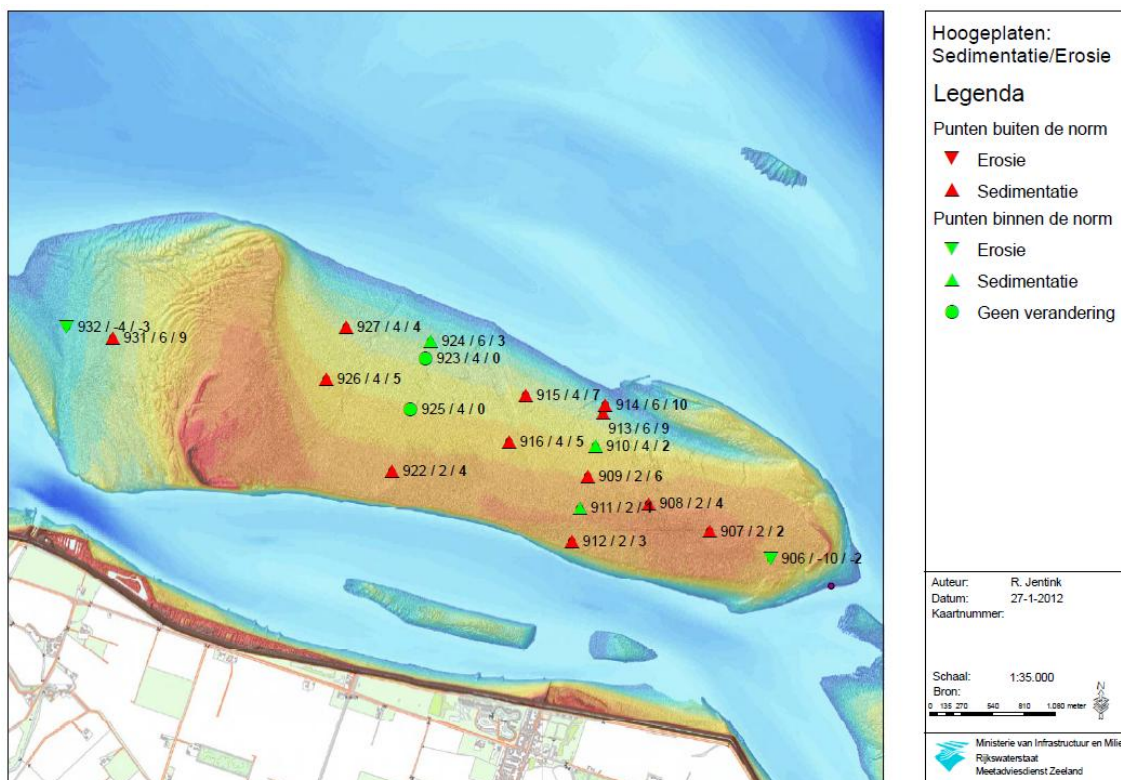 932 / -4 / -3
931 / 6 / 9
927 / 4 / 4
924 / 6 / 3
923 / 4 / 0
926 / 4 / 5
925 / 4 / 0
915 / 4 / 7
914 / 6 / 10
913 / 6 / 9
916 / 4 / 5
910 / 4 / 2
922 / 2 / 4
909 / 2 / 6
911 / 2 /
908 / 2 / 4
907 / 2 / 2
912 / 2 / 3
906 / -10 / -2
Hoogeplaten:
Sedimentatie/Erosie
Legenda
Punten buiten de norm
Erosie
Sedimentatie
Punten binnen de norm
Erosie
Sedimentatie
Geen verandering
Auteur: R. Jentink
Datum: 27-1-2012
Kaartnummer:
Schaal: 1:35.000
Bron:
N
0 135 270 540 810 1.080 meter
Ministerie van Infrastructuur en Milie
Rijkswaterstaat
Meetadviesdienst Zeeland